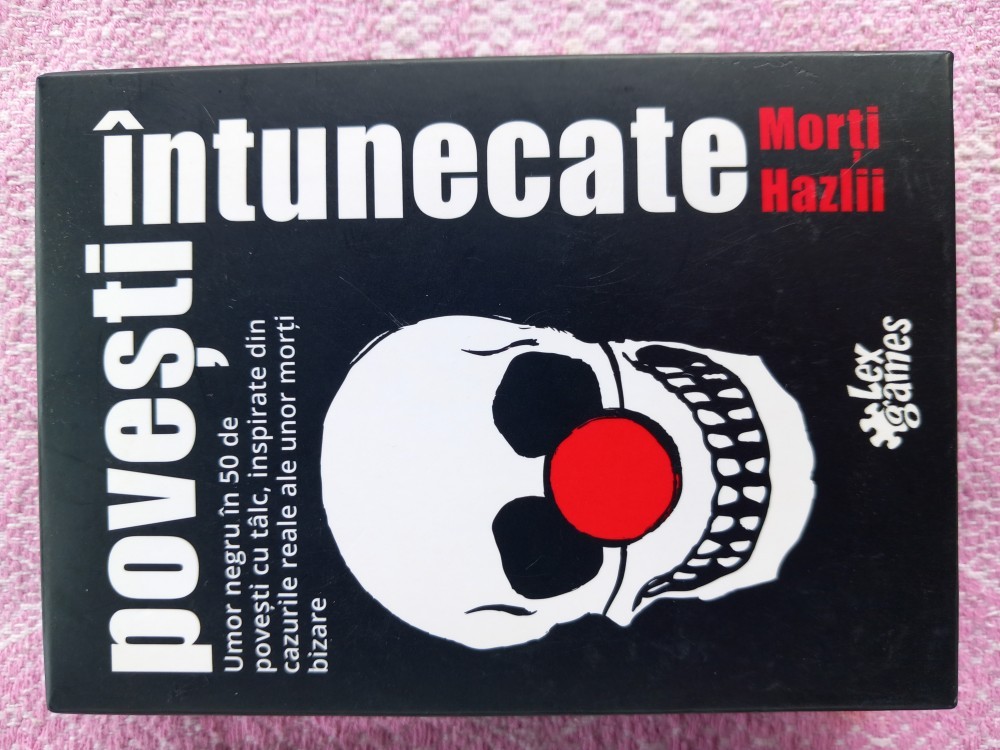 povești
întunecate
Morți
Hazlii
Umor negru în 50 de
povești cu tâlc, inspirate din
cazurile reale ale unor morți
bizare
Lex
games